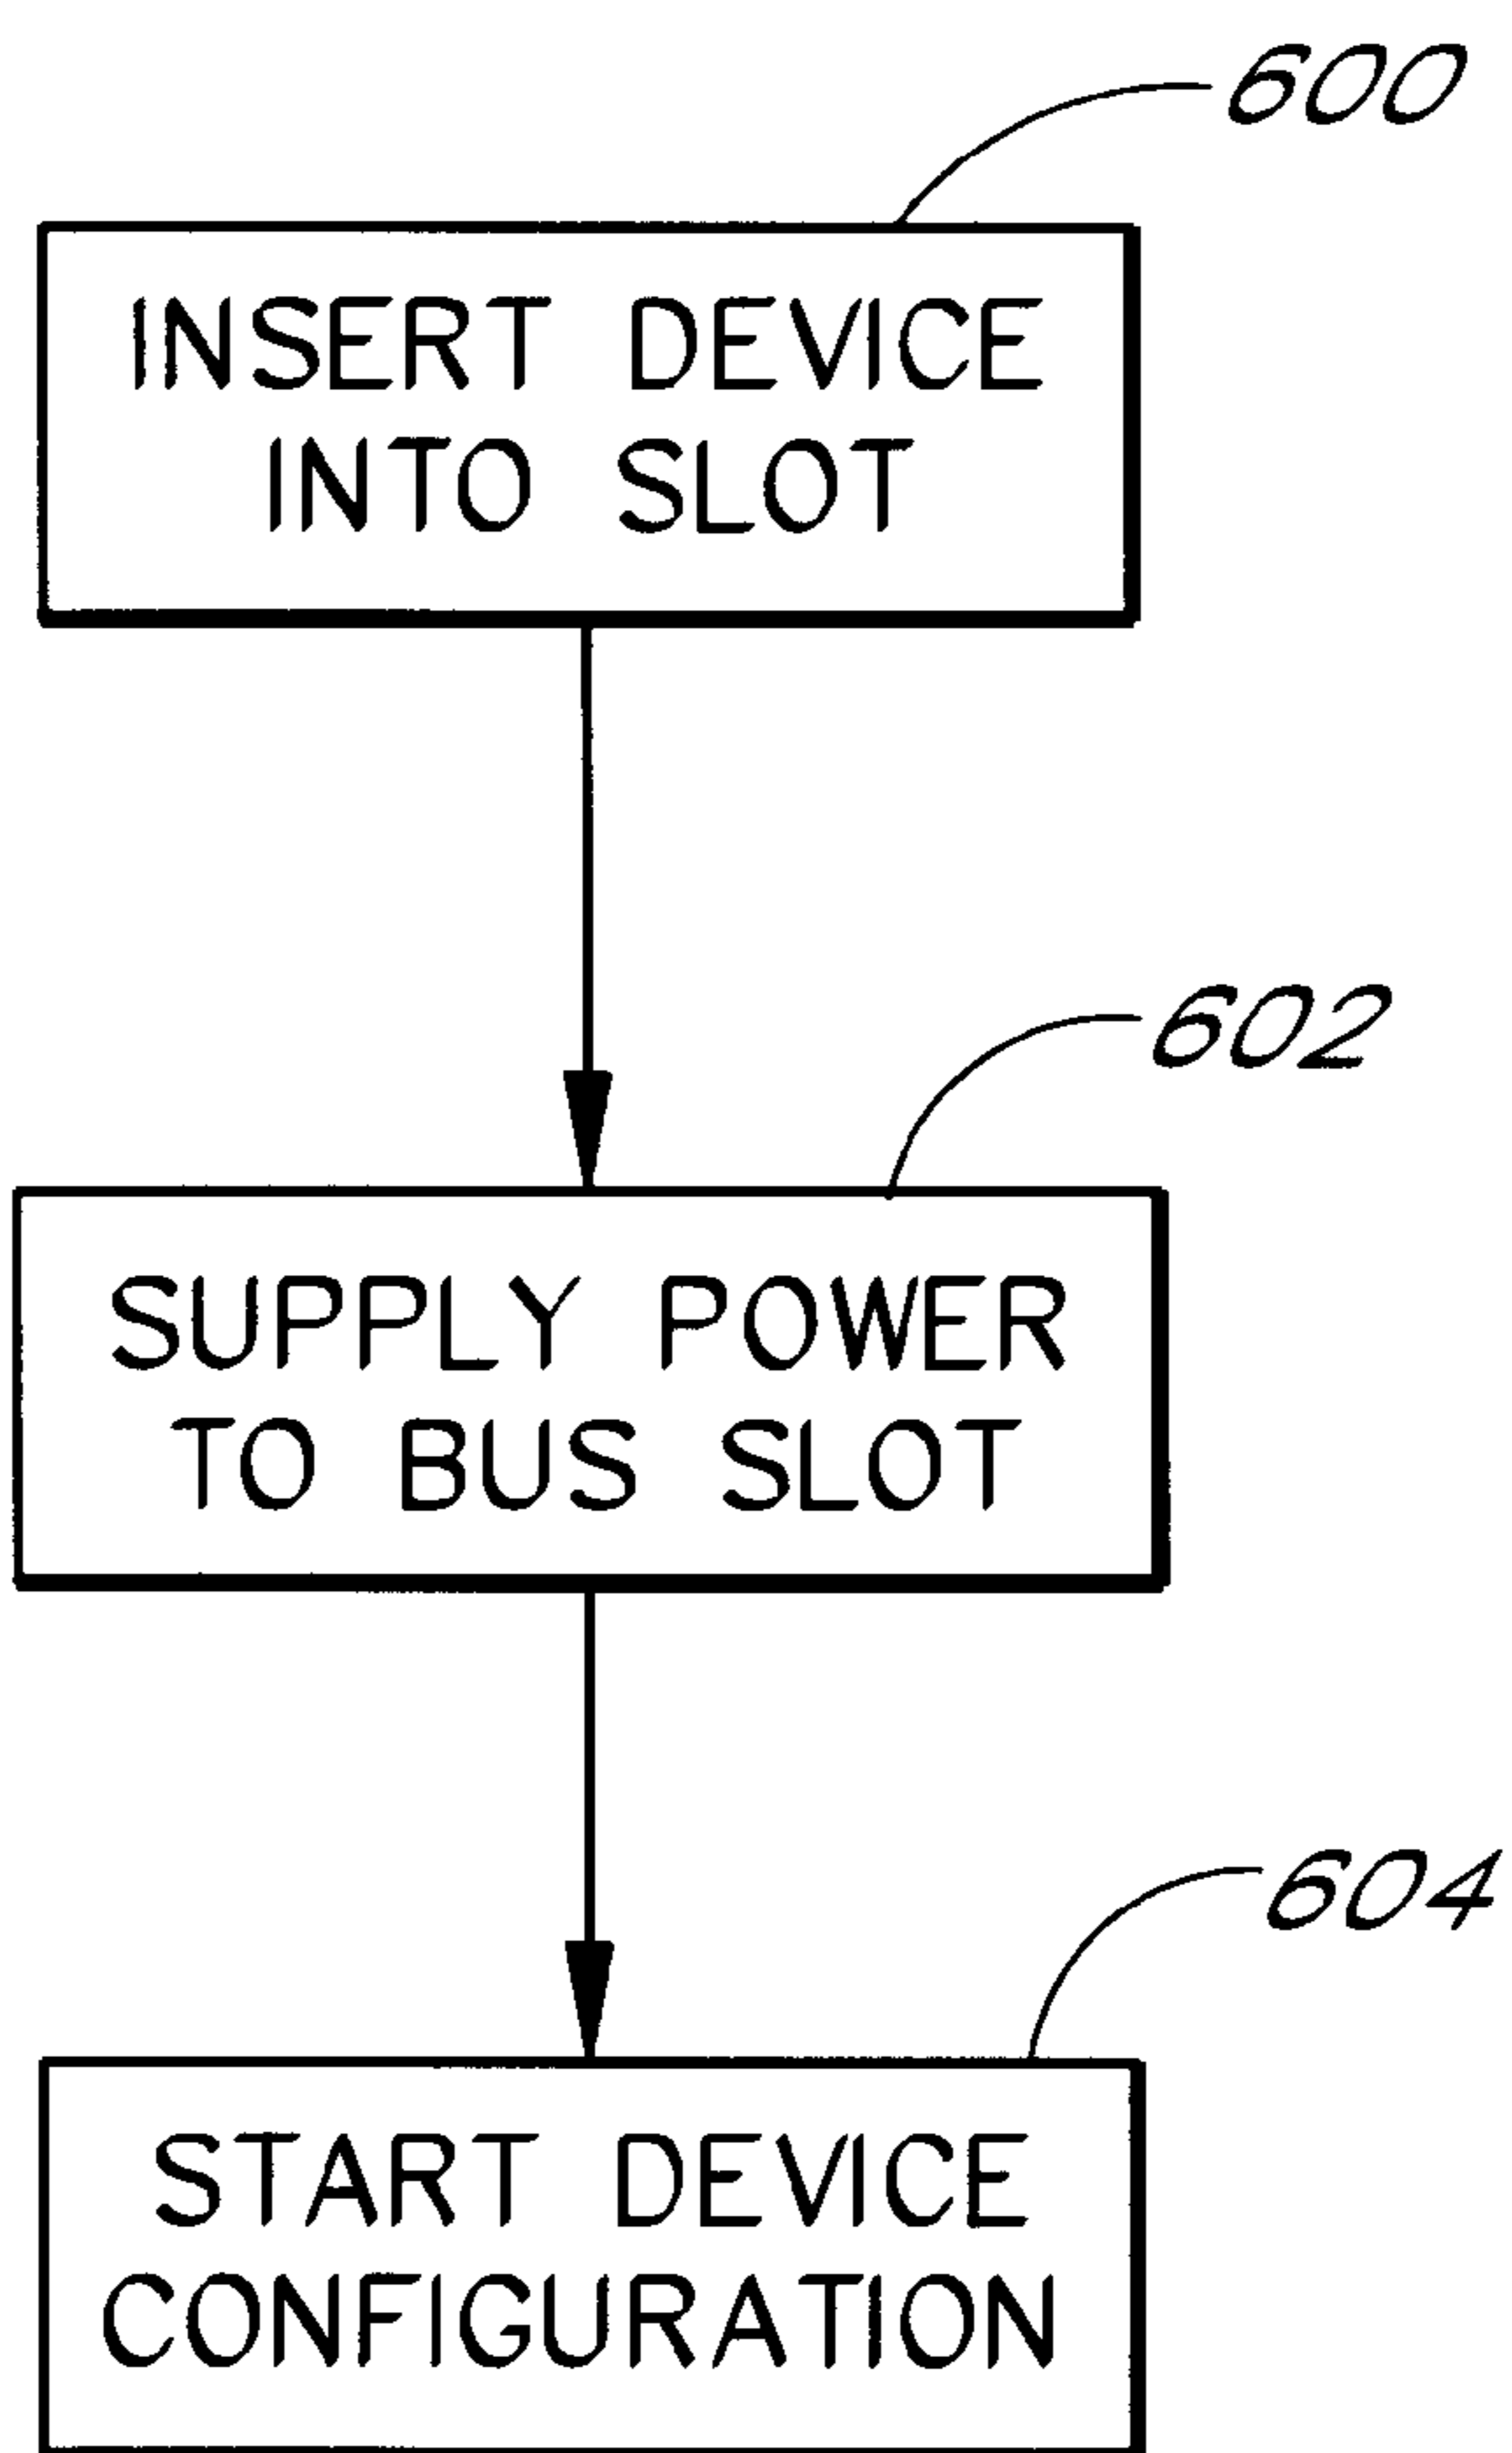 600
INSERT DEVICE
INTO SLOT
602
SUPPLY POWER
TO BUS SLOT
604
START DEVICE
CONFIGURATION